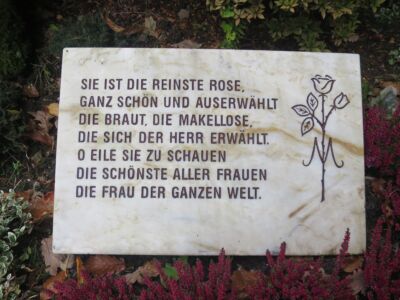 SIE IST DIE REINSTE ROSE,
GANZ SCHÖN UND AUSERWÄHLT
DIE BRAUT, DIE MAKELLOSE,
DIE SICH DER HERR ERWÄHLT.
O EILE SIE ZU SCHAUEN
DIE SCHÖNSTE ALLER FRAUEN
DIE FRAU DER GANZEN WELT.
M